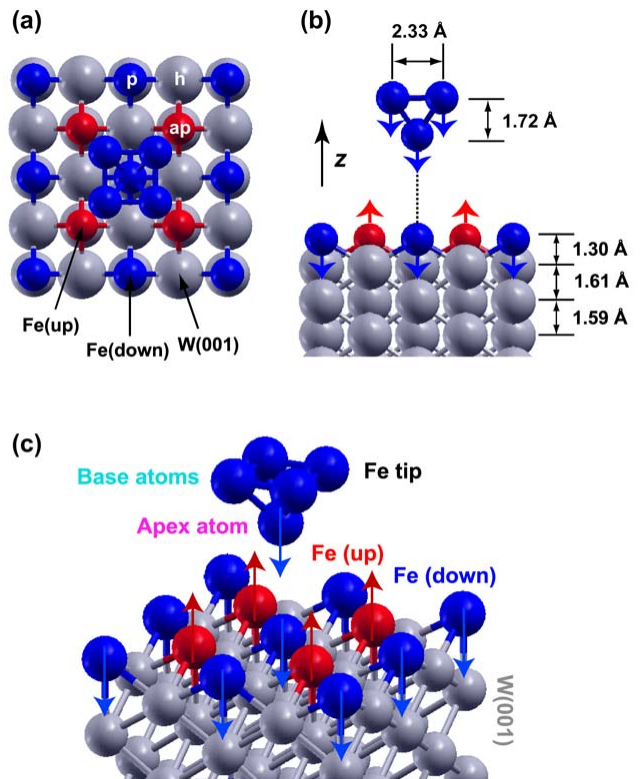 (a)
p
h
ap
Fe(up)
Fe(down)
W(001)
(b)
2.33 Å
1.72 Å
z
1.30 Å
1.61 Å
1.59 Å
(c)
Base atoms
Fe tip
Apex atom
Fe (up)
Fe (down)
W(001)